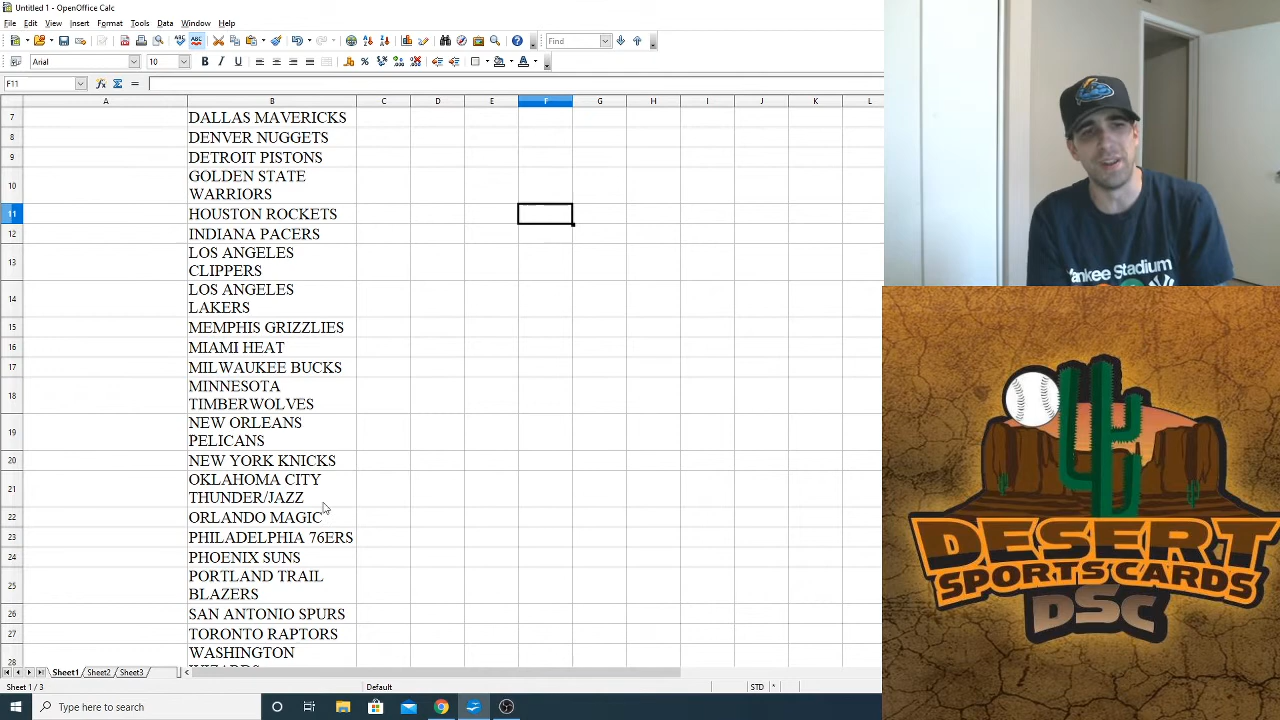 Untitled 1 - OpenOffice Calc
File Edit View Insert Format Tools Data Window Help
Find
Arial 10
F11
A B C D E F G H I J K L
7 DALLAS MAVERICKS
8 DENVER NUGGETS
9 DETROIT PISTONS
10 GOLDEN STATE
WARRIORS
11 HOUSTON ROCKETS
12 INDIANA PACERS
13 LOS ANGELES
CLIPPERS
14 LOS ANGELES
LAKERS
15 MEMPHIS GRIZZLIES
16 MIAMI HEAT
17 MILWAUKEE BUCKS
18 MINNESOTA
TIMBERWOLVES
19 NEW ORLEANS
PELICANS
20 NEW YORK KNICKS
21 OKLAHOMA CITY
THUNDER/JAZZ
22 ORLANDO MAGIC
23 PHILADELPHIA 76ERS
24 PHOENIX SUNS
25 PORTLAND TRAIL
BLAZERS
26 SAN ANTONIO SPURS
27 TORONTO RAPTORS
28 WASHINGTON
WIZARDS
Sheet1 Sheet2 Sheet3
Sheet 1 / 3 Default STD *
Type here to search
Yankee Stadium
DESERT
SPORTS CARDS
DSC